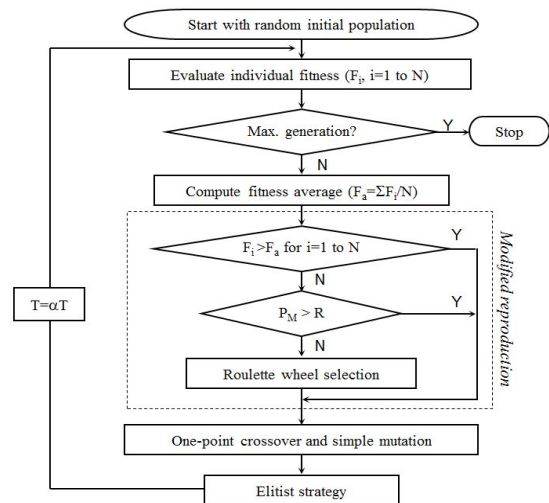 Start with random initial population
Evaluate individual fitness (Fi, i=1 to N)
Max. generation?
Y
Stop
N
Compute fitness average (Fa=ΣFi/N)
Fi >Fa for i=1 to N
Y
N
T=αT
PM > R
Y
N
Roulette wheel selection
Modified reproduction
One-point crossover and simple mutation
Elitist strategy